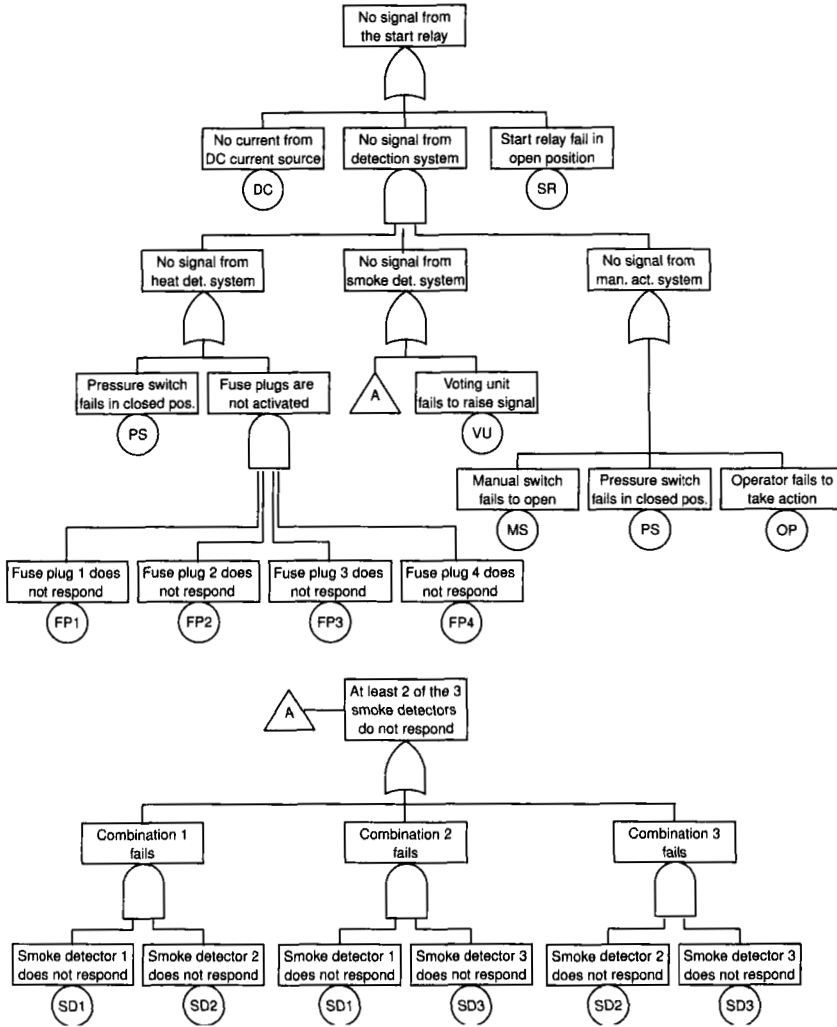 No signal from
the start relay
No current from
DC current source
No signal from
detection system
Start relay fail in
open position
DC
SR
No signal from
heat det. system
No signal from
smoke det. system
No signal from
man. act. system
Pressure switch
fails in closed pos.
Fuse plugs are
not activated
A
Voting unit
fails to raise signal
PS
VU
Manual switch
fails to open
Pressure switch
fails in closed pos.
Operator fails to
take action
MS
PS
OP
Fuse plug 1 does
not respond
Fuse plug 2 does
not respond
Fuse plug 3 does
not respond
Fuse plug 4 does
not respond
FP1
FP2
FP3
FP4
A
At least 2 of the 3
smoke detectors
do not respond
Combination 1
fails
Combination 2
fails
Combination 3
fails
Smoke detector 1
does not respond
Smoke detector 2
does not respond
Smoke detector 1
does not respond
Smoke detector 3
does not respond
Smoke detector 2
does not respond
Smoke detector 3
does not respond
SD1
SD2
SD1
SD3
SD2
SD3